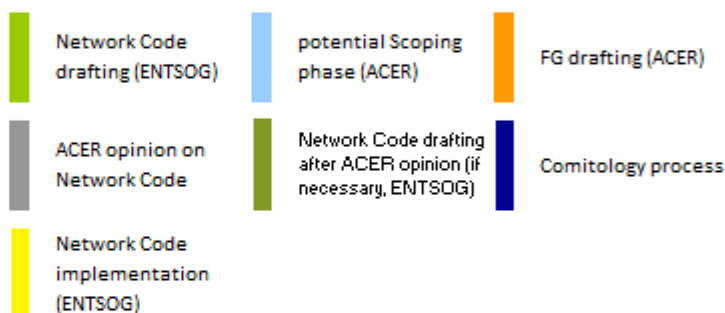 Network Code
drafting (ENTSOG)
potential Scoping
phase (ACER)
FG drafting (ACER)
ACER opinion on
Network Code
Network Code drafting
after ACER opinion (if
necessary, ENTSOG)
Comitology process
Network Code
implementation
(ENTSOG)